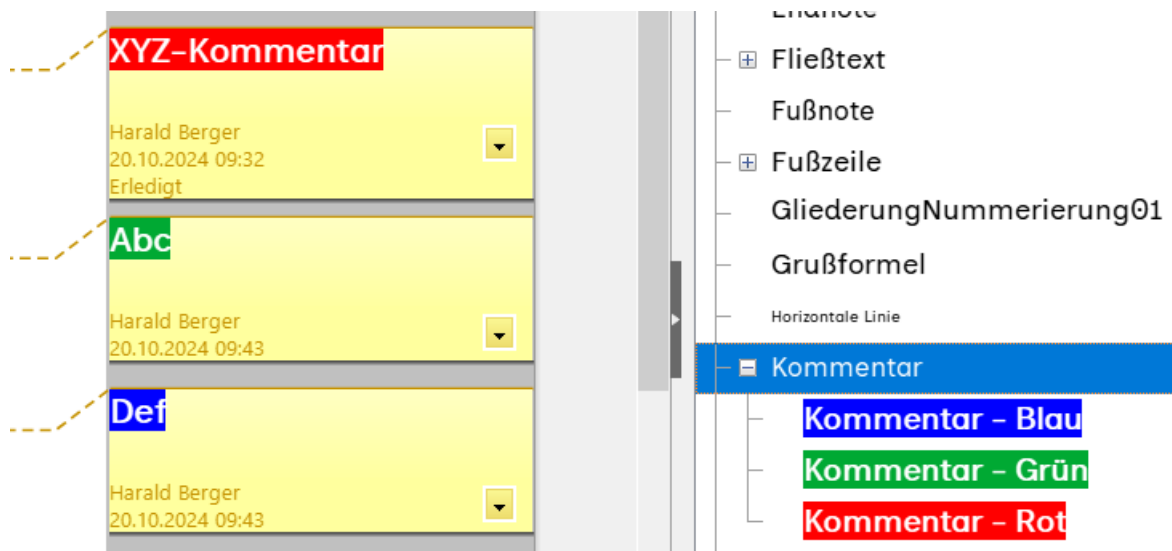 XYZ-Kommentar
Harald Berger
20.10.2024 09:32
Erledigt
Abc
Harald Berger
20.10.2024 09:43
Def
Harald Berger
20.10.2024 09:43
Endnote
Fließtext
Fußnote
Fußzeile
GliederungNummerierung01
Grußformel
Horizontale Linie
Kommentar
Kommentar - Blau
Kommentar - Grün
Kommentar - Rot